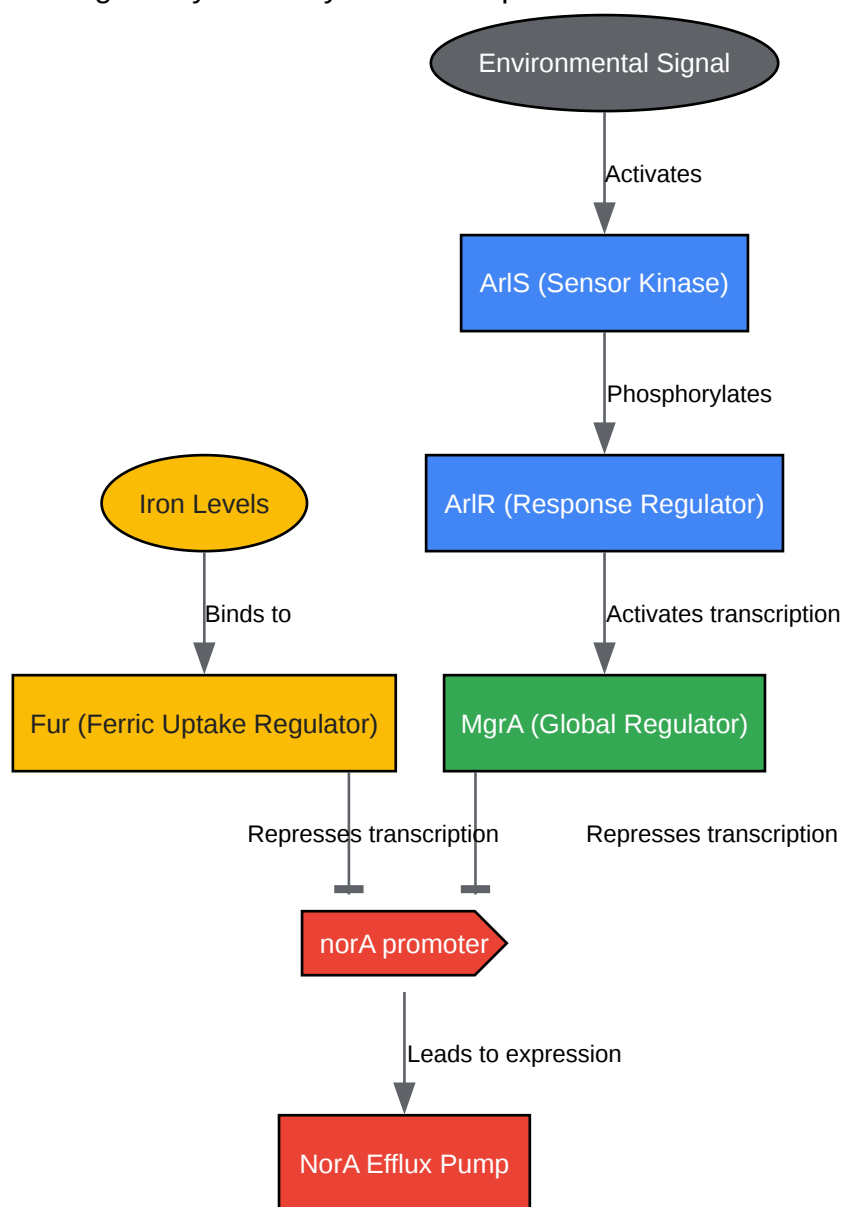 Environmental Signal
Activates
ArlS (Sensor Kinase)
Phosphorylates
Iron Levels
ArlR (Response Regulator)
Binds to
Activates transcription
Fur (Ferric Uptake Regulator)
MgrA (Global Regulator)
Represses transcription
Represses transcription
norA promoter
Leads to expression
NorA Efflux Pump